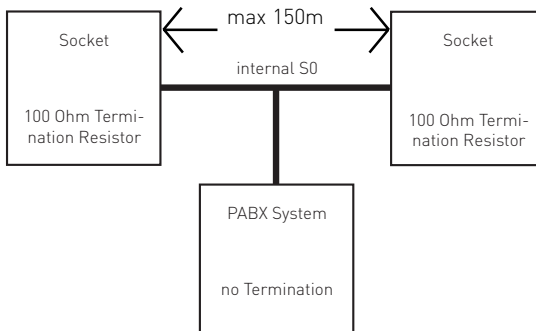 max 150m
Socket
Socket
internal S0
100 Ohm Termi-
nation Resistor
100 Ohm Termi-
nation Resistor
PABX System
no Termination